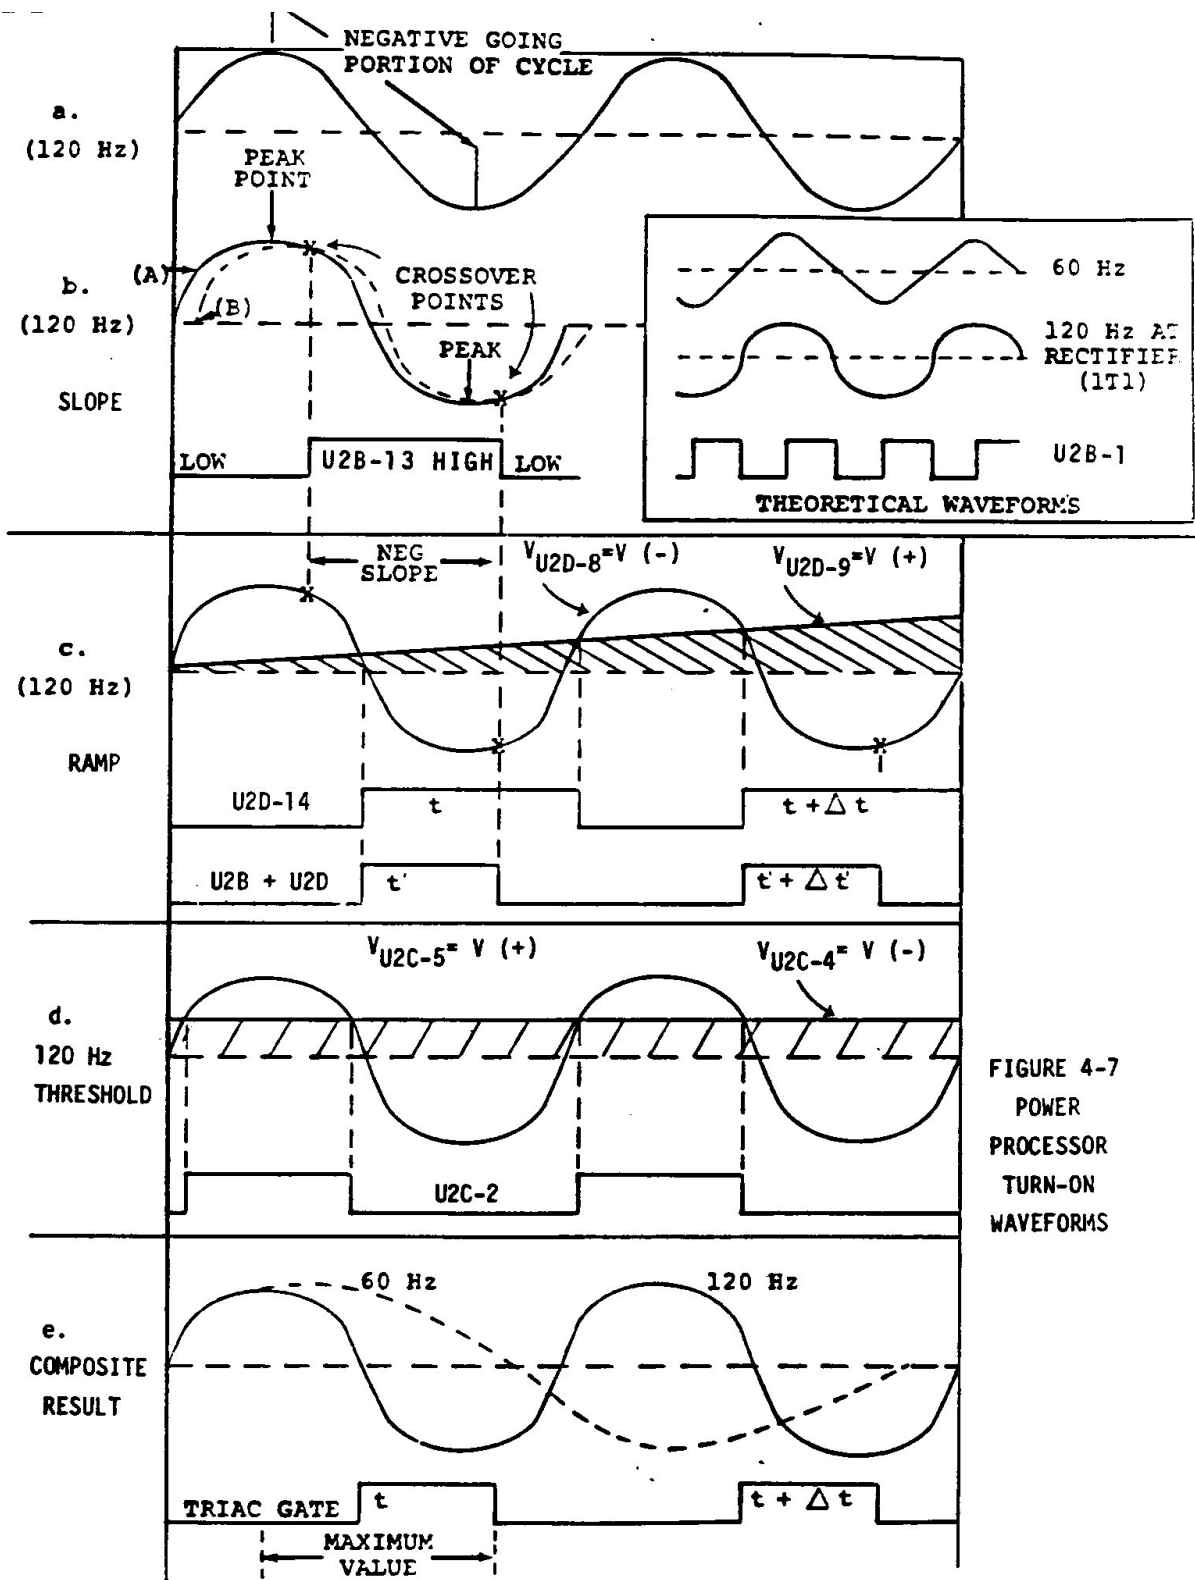 NEGATIVE GOING
PORTION OF CYCLE
a.
(120 Hz)
PEAK
POINT
(A)
(B)
b.
(120 Hz)
CROSSOVER
POINTS
PEAK
SLOPE
LOW
U2B-13 HIGH
LOW
60 Hz
120 Hz AT
RECTIFIER
(1T1)
U2B-1
THEORETICAL WAVEFORMS
NEG
SLOPE
VU2D-8=V (-)
VU2D-9=V (+)
c.
(120 Hz)
RAMP
U2D-14
t
t + Δ t
U2B + U2D
t'
t' + Δ t'
VU2C-5= V (+)
VU2C-4= V (-)
d.
120 Hz
THRESHOLD
U2C-2
FIGURE 4-7
POWER
PROCESSOR
TURN-ON
WAVEFORMS
60 Hz
120 Hz
e.
COMPOSITE
RESULT
TRIAC GATE
t
t + Δ t
MAXIMUM
VALUE